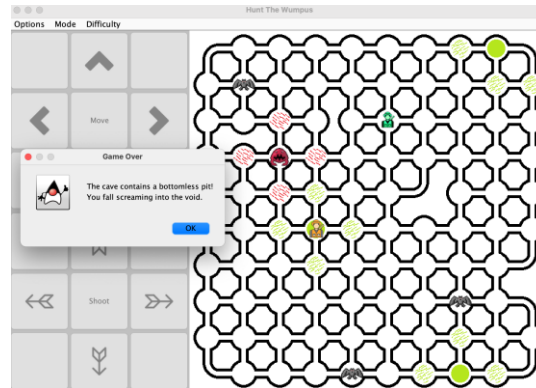 Hunt The Wumpus
Options Mode Difficulty
Move
Game Over
The cave contains a bottomless pit!
You fall screaming into the void.
OK
Shoot